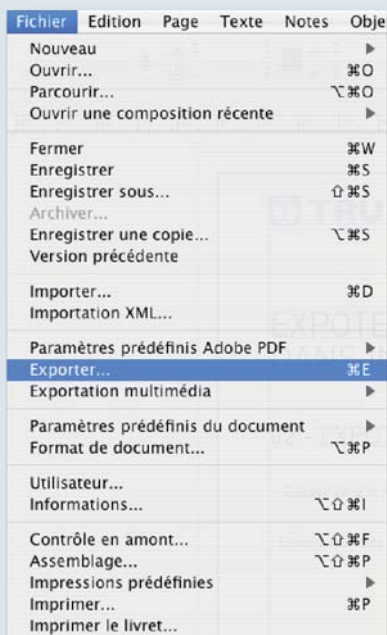 Fichier Edition Page Texte Notes Obje
Nouveau
Ouvrir... ⌘O
Parcourir... ⌥⌘O
Ouvrir une composition récente
Fermer ⌘W
Enregistrer ⌘S
Enregistrer sous... ⇧⌘S
Archiver...
Enregistrer une copie... ⌥⌘S
Version précédente
Importer... ⌘D
Importation XML...
Paramètres prédéfinis Adobe PDF
Exporter... ⌘E
Exportation multimédia
Paramètres prédéfinis du document
Format de document... ⌥⌘P
Utilisateur...
Informations... ⌥⇧⌘I
Contrôle en amont... ⌥⇧⌘F
Assemblage... ⌥⇧⌘P
Impressions prédéfinies
Imprimer... ⌘P
Imprimer le livret...